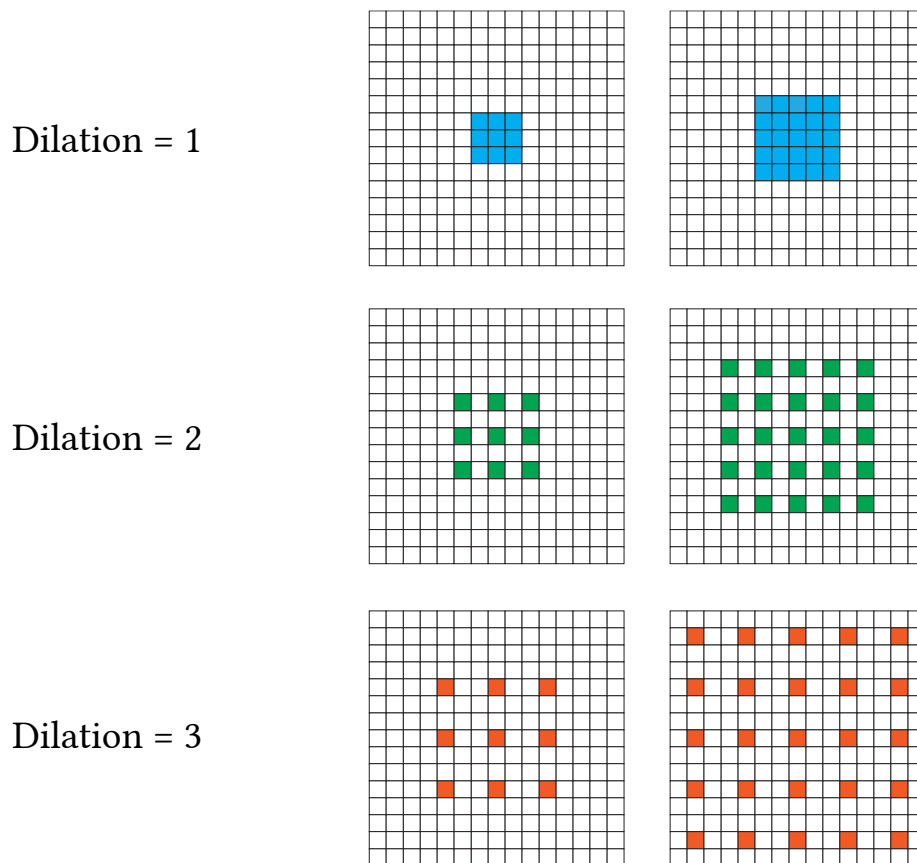 Dilation = 1
Dilation = 2
Dilation = 3